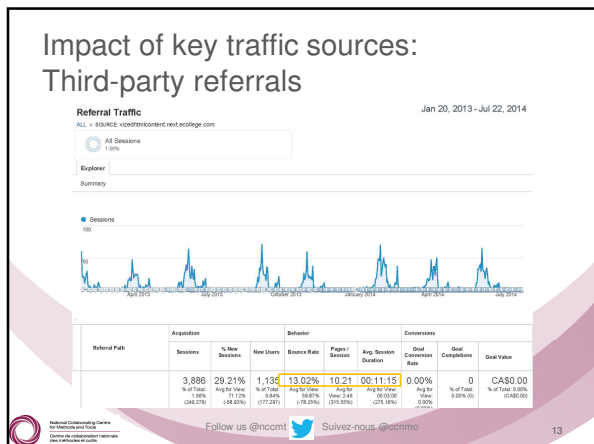 Impact of key traffic sources:
Third-party referrals
Referral Traffic
Jan 20, 2013 - Jul 22, 2014
ALL » SOURCE: vizedhtmlcontent.next.ecollege.com
All Sessions
1.56%
Explorer
Summary
Sessions
100
50
April 2013
July 2013
October 2013
January 2014
April 2014
July 2014
Referral Path
Acquisition
Behavior
Conversions
Sessions
% New Sessions
New Users
Bounce Rate
Pages / Session
Avg. Session Duration
Goal Conversion Rate
Goal Completions
Goal Value
3,886 29.21% 1,135 13.02% 10.21 00:11:15 0.00% 0 CA$0.00
% of Total: 1.56% (249,279)
Avg for View: 71.12% (-58.93%)
% of Total: 0.64% (177,297)
Avg for View: 59.87% (-78.25%)
Avg for View: 2.46 (315.55%)
Avg for View: 00:03:00 (275.16%)
Avg for View: 0.00% (0.00%)
% of Total: 0.00% (0)
% of Total: 0.00% (CA$0.00)
National Collaborating Centre
for Methods and Tools
Centre de collaboration nationale
des méthodes et outils
Follow us @nccmt Suivez-nous @ccnmo
13